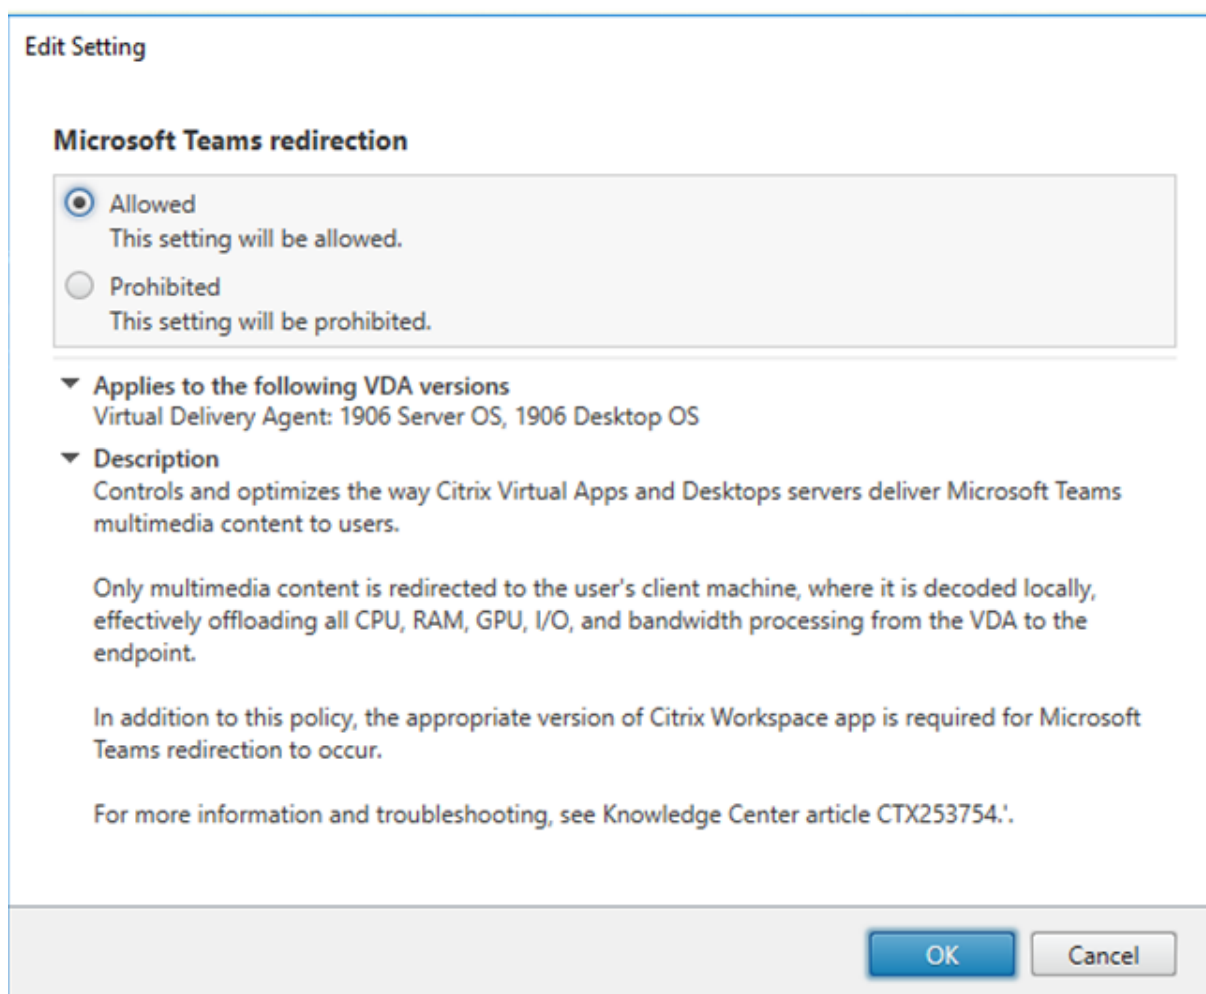 Edit Setting
Microsoft Teams redirection
Allowed
This setting will be allowed.
Prohibited
This setting will be prohibited.
Applies to the following VDA versions
Virtual Delivery Agent: 1906 Server OS, 1906 Desktop OS
Description
Controls and optimizes the way Citrix Virtual Apps and Desktops servers deliver Microsoft Teams
multimedia content to users.
Only multimedia content is redirected to the user's client machine, where it is decoded locally,
effectively offloading all CPU, RAM, GPU, I/O, and bandwidth processing from the VDA to the
endpoint.
In addition to this policy, the appropriate version of Citrix Workspace app is required for Microsoft
Teams redirection to occur.
For more information and troubleshooting, see Knowledge Center article CTX253754.'.
OK
Cancel